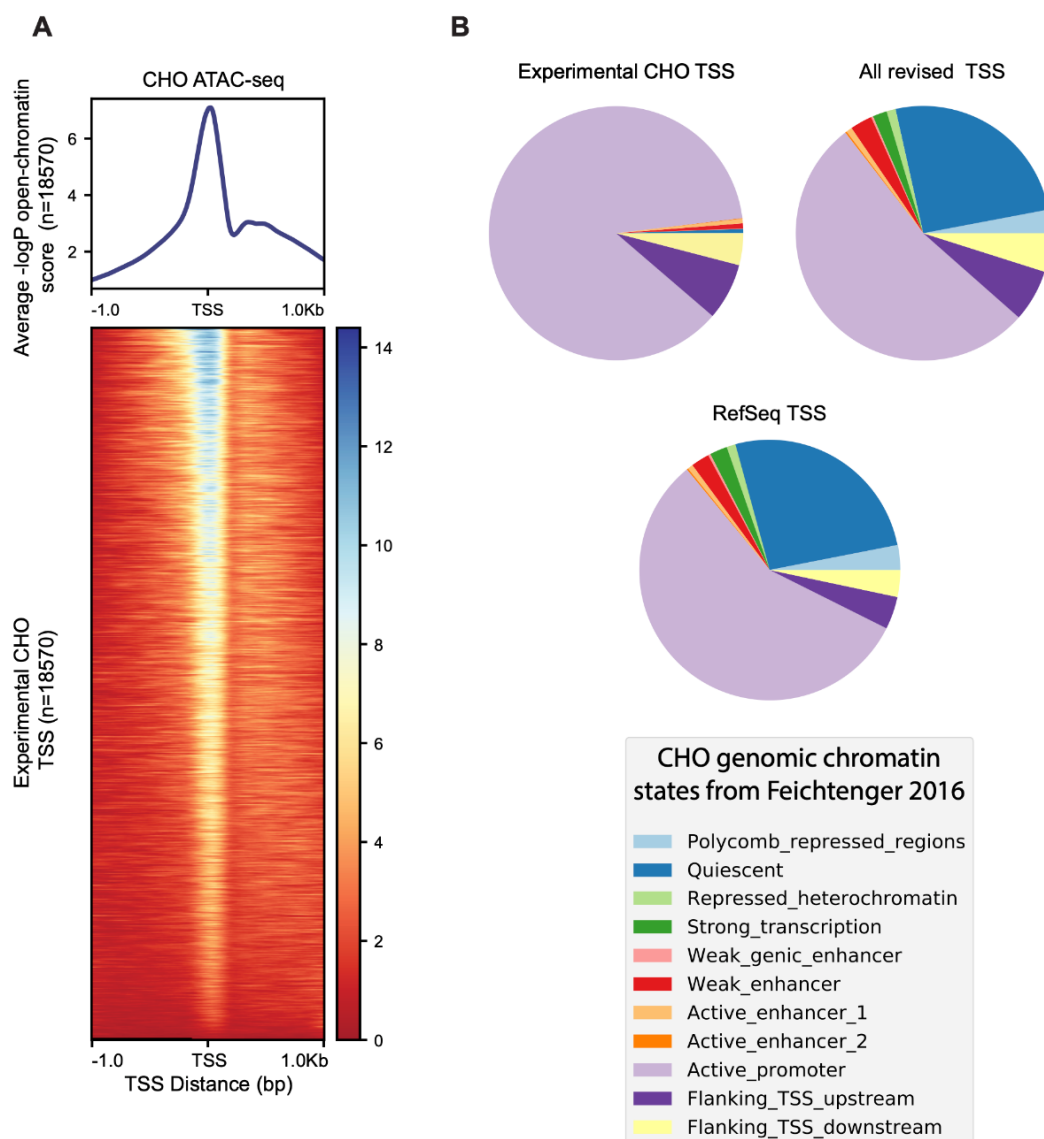 A
CHO ATAC-seq
Average -logP open-chromatin
score (n=18570)
6
4
2
-1.0
TSS
1.0Kb
Experimental CHO
TSS (n=18570)
14
12
10
8
6
4
2
0
-1.0
TSS
1.0Kb
TSS Distance (bp)
B
Experimental CHO TSS
All revised TSS
RefSeq TSS
CHO genomic chromatin
states from Feichtenger 2016
Polycomb_repressed_regions
Quiescent
Repressed_heterochromatin
Strong_transcription
Weak_genic_enhancer
Weak_enhancer
Active_enhancer_1
Active_enhancer_2
Active_promoter
Flanking_TSS_upstream
Flanking_TSS_downstream